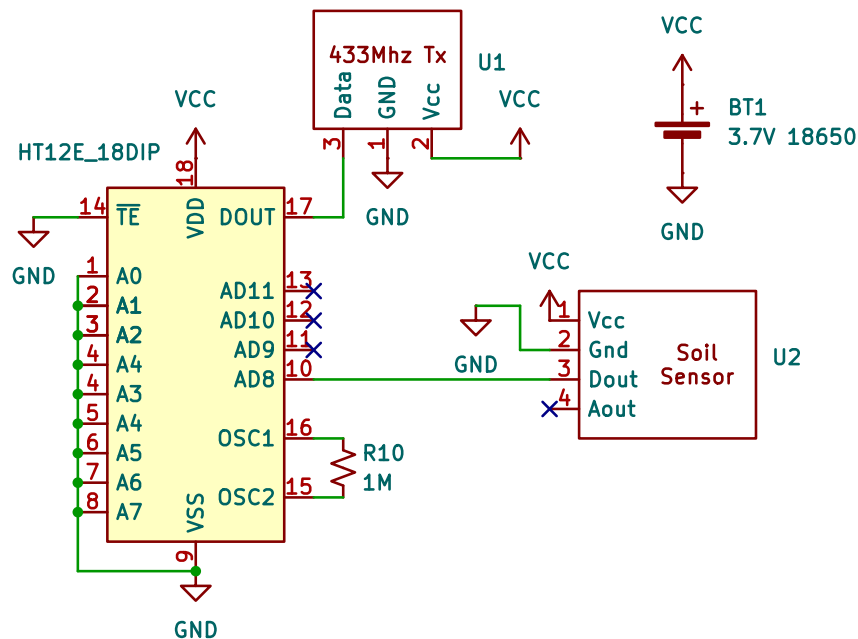 VCC
433Mhz Tx
U1
Data
GND
Vcc
3
1
2
VCC
GND
VCC
BT1
3.7V 18650
GND
HT12E_18DIP
VCC
18
VDD
14
TE
GND
17
DOUT
1
A0
2
A1
3
A2
4
A4
4
A3
5
A4
6
A5
7
A6
8
A7
13
AD11
12
AD10
11
AD9
10
AD8
16
OSC1
15
OSC2
R10
1M
VSS
9
GND
VCC
GND
1
Vcc
2
Gnd
3
Dout
4
Aout
Soil
Sensor
U2